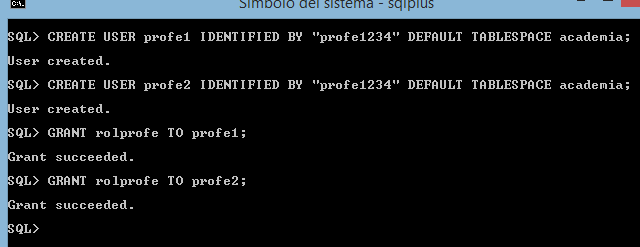 Símbolo del sistema - sqlplus
SQL> CREATE USER profe1 IDENTIFIED BY "profe1234" DEFAULT TABLESPACE academia;
User created.
SQL> CREATE USER profe2 IDENTIFIED BY "profe1234" DEFAULT TABLESPACE academia;
User created.
SQL> GRANT rolprofe TO profe1;
Grant succeeded.
SQL> GRANT rolprofe TO profe2;
Grant succeeded.
SQL>